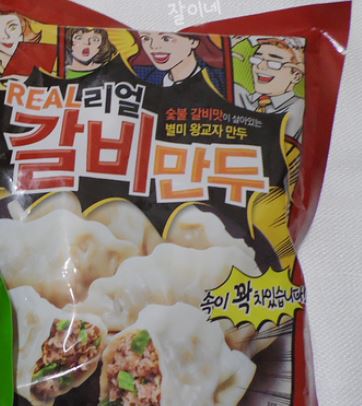 잘이네
REAL리얼
숯불 갈비맛이 살아있는
별미 왕교자 만두
갈비만두
속이 꽉 차있습니다!